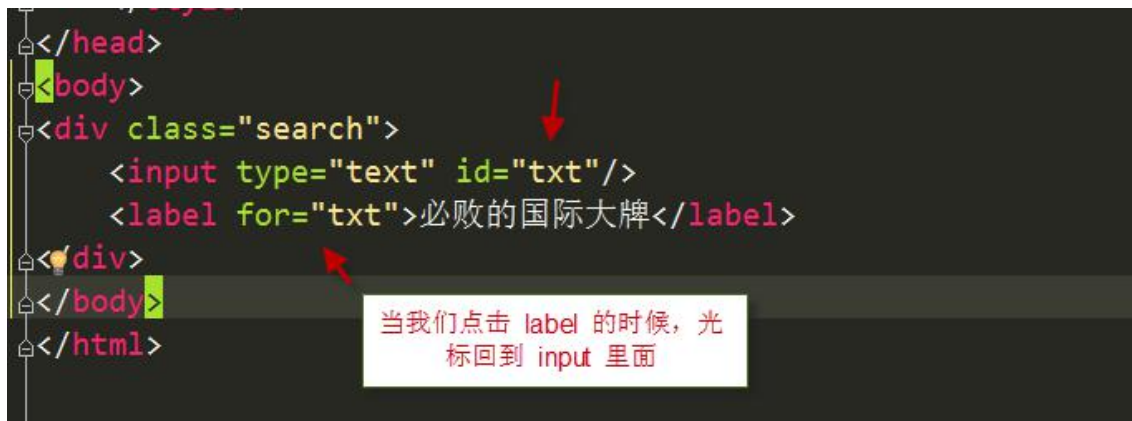 </head>
<body>
<div class="search">
<input type="text" id="txt"/>
<label for="txt">必败的国际大牌</label>
</div>
</body>
</html>
当我们点击 label 的时候，光
标回到 input 里面